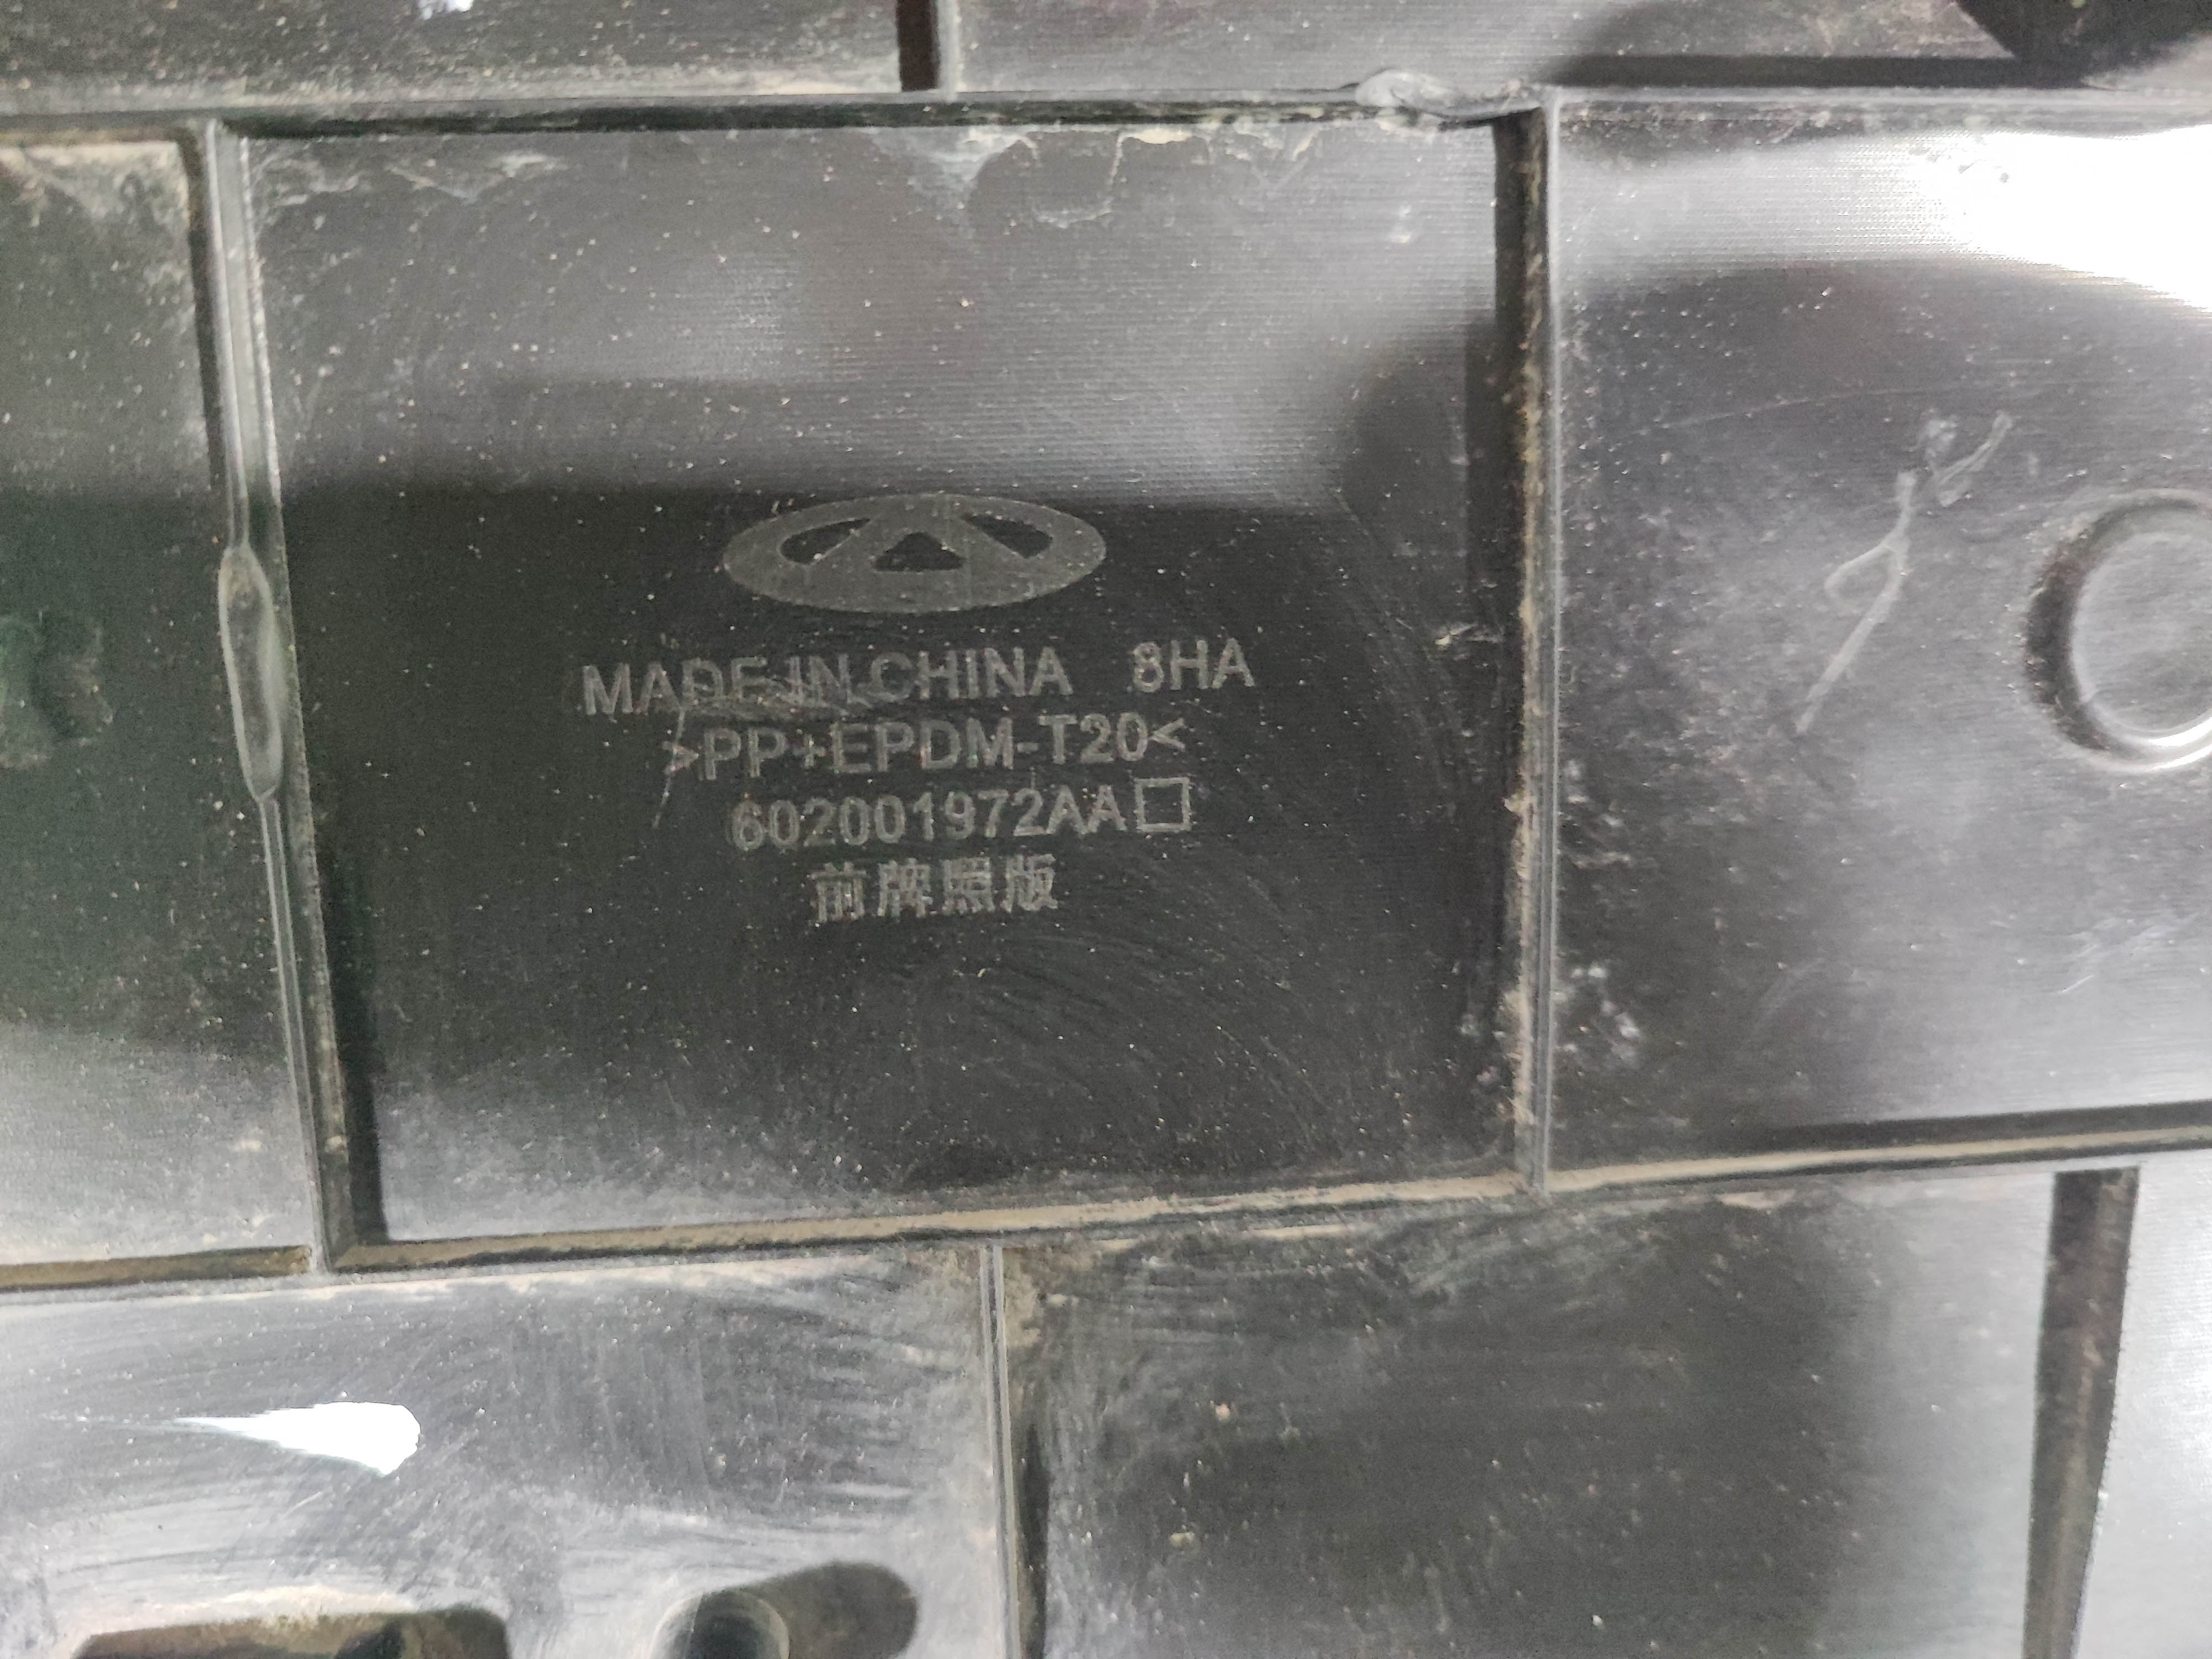 MADE IN CHINA 8HA
>PP+EPDM-T20<
602001972AA□
前牌照版